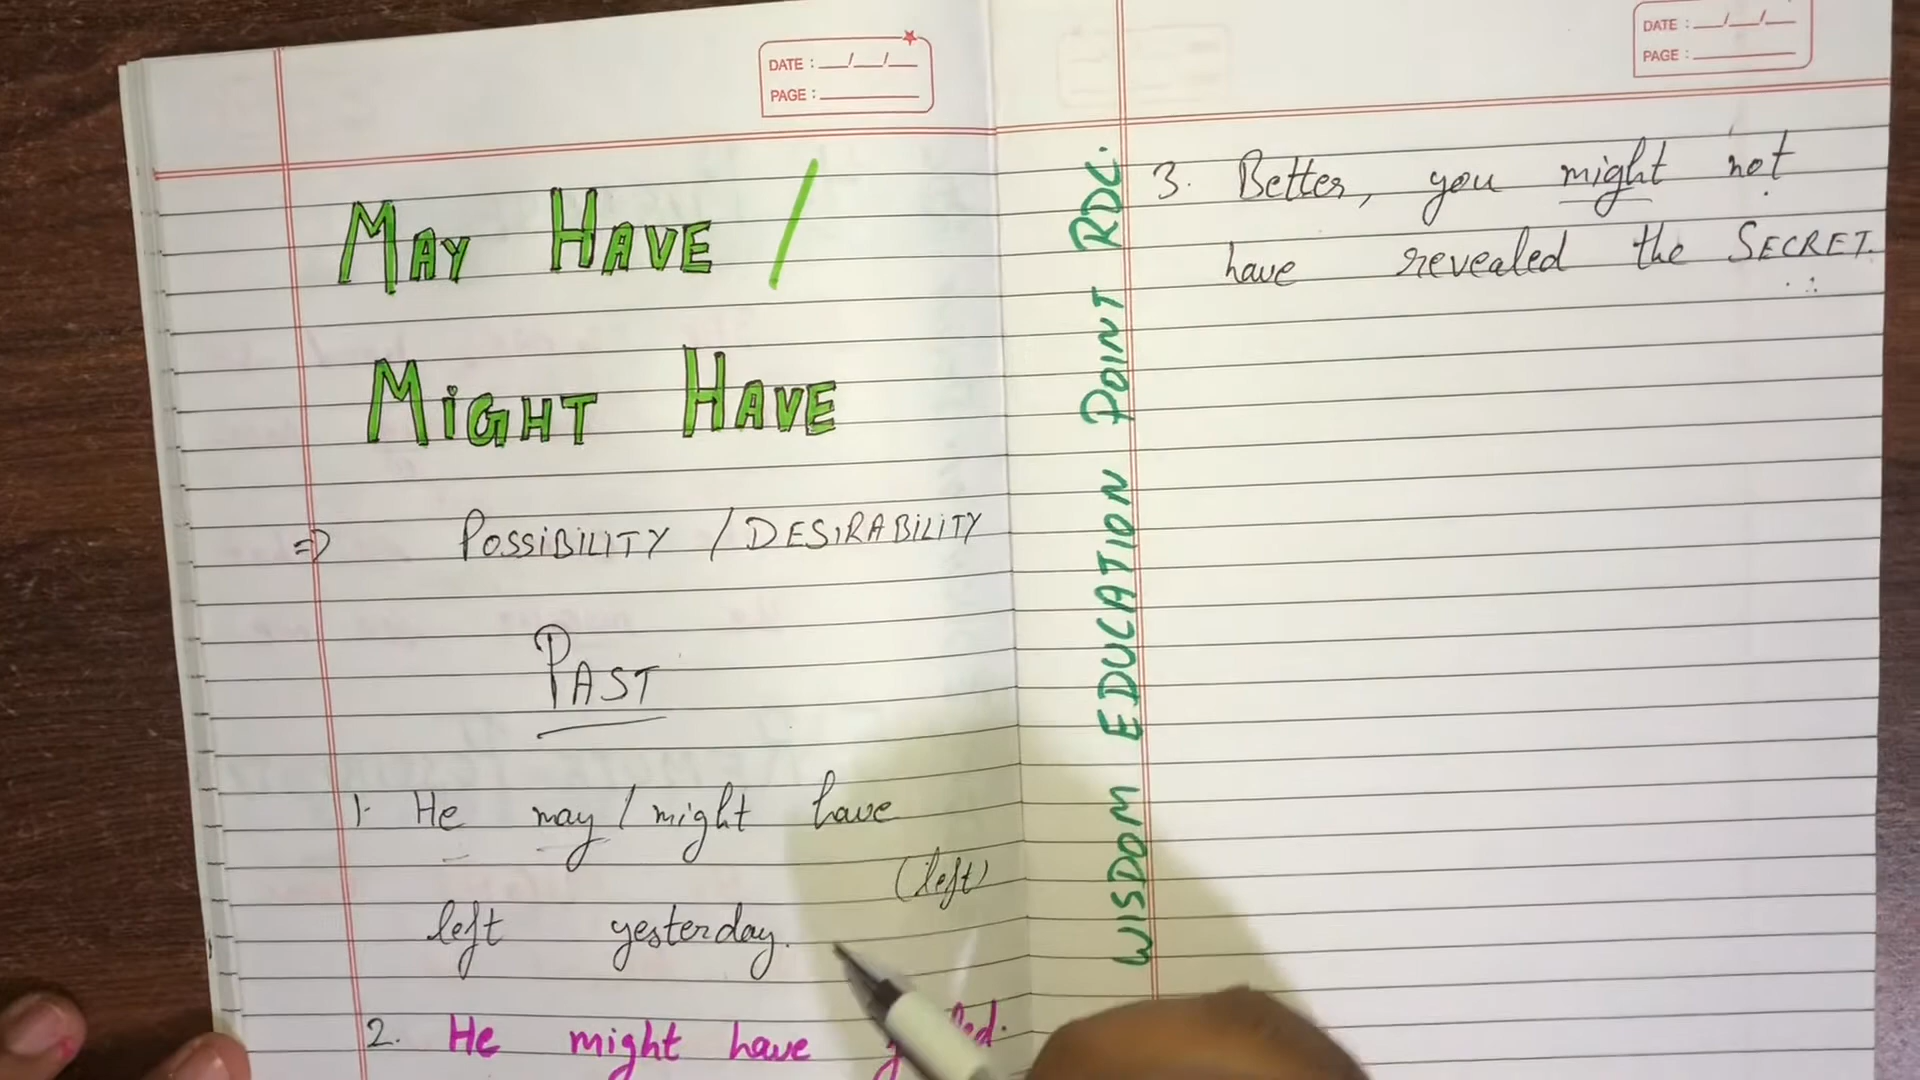 DATE : __/__/__
PAGE : ______
MAY HAVE /
MIGHT HAVE
⇒ POSSIBILITY / DESIRABILITY
PAST
1. He may / might have
(left)
left yesterday.
2. He might have
WISDOM EDUCATION POINT RDC.
DATE : __/__/__
PAGE : ______
3. Better, you might not
have revealed the SECRET.